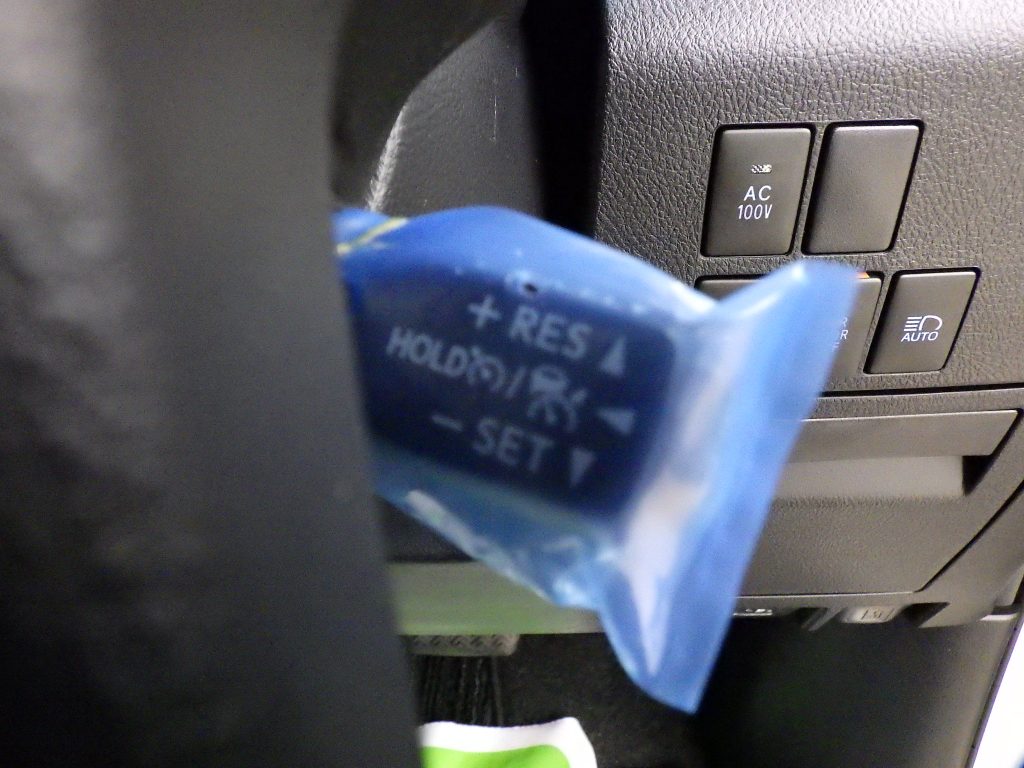 + RES
HOLD /
- SET
AC
100V
AUTO